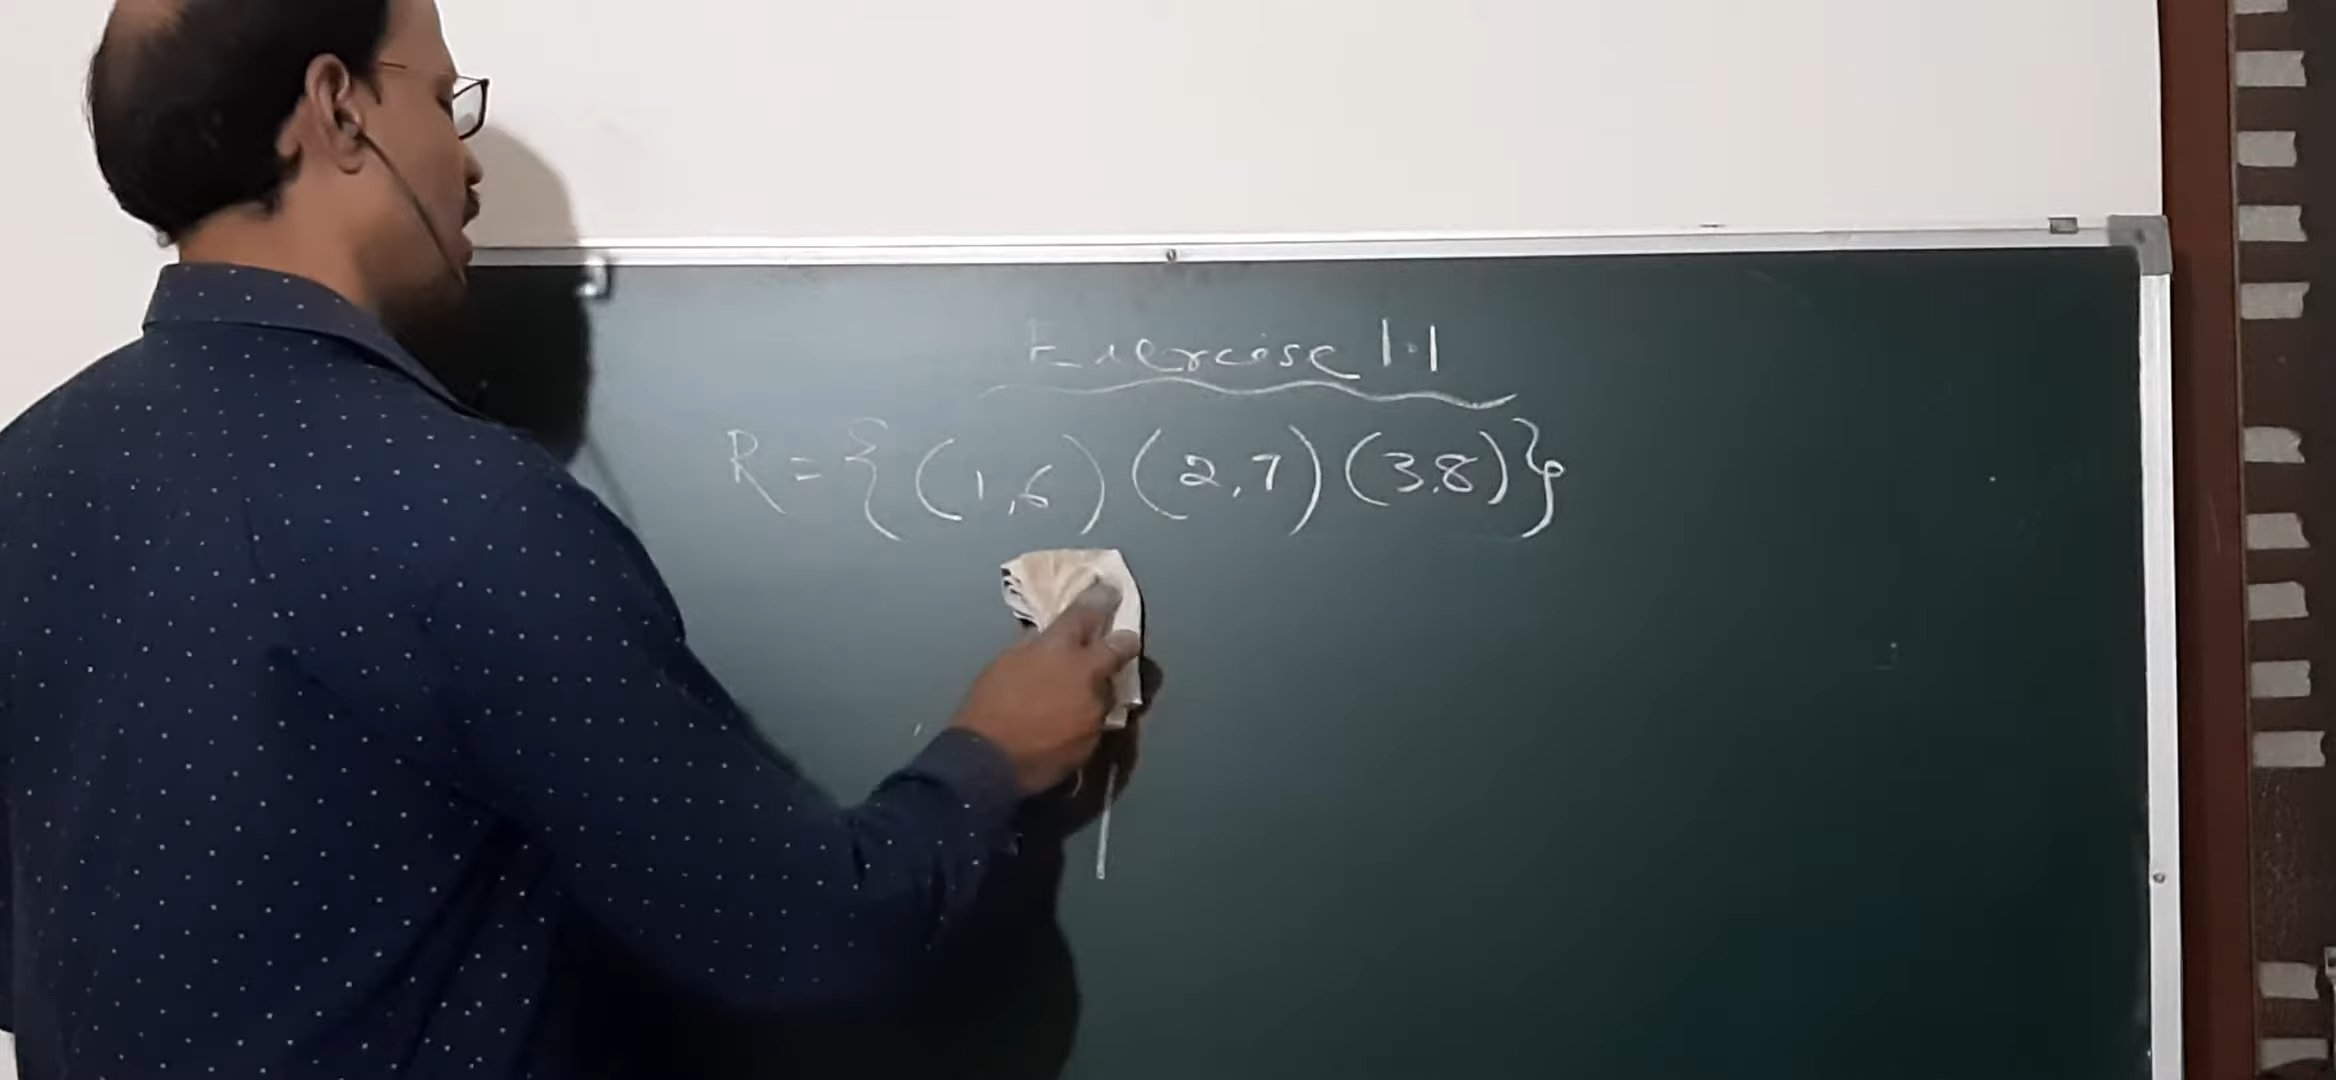 Exercise 1.1
R = {(1,6) (2,7) (3,8)}